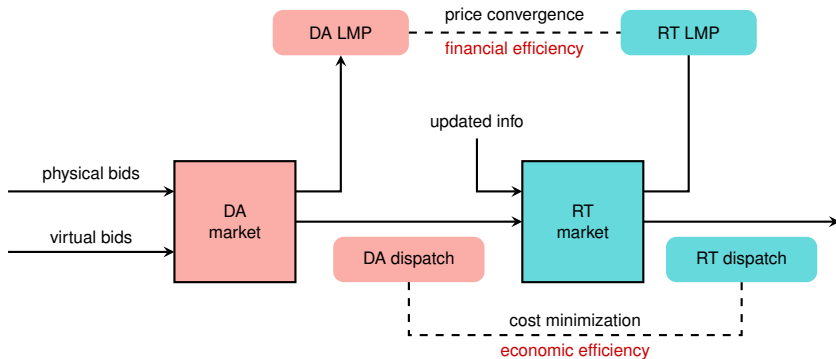 price convergence
DA LMP
RT LMP
financial efficiency
updated info
physical bids
DA
market
RT
market
virtual bids
DA dispatch
RT dispatch
cost minimization
economic efficiency